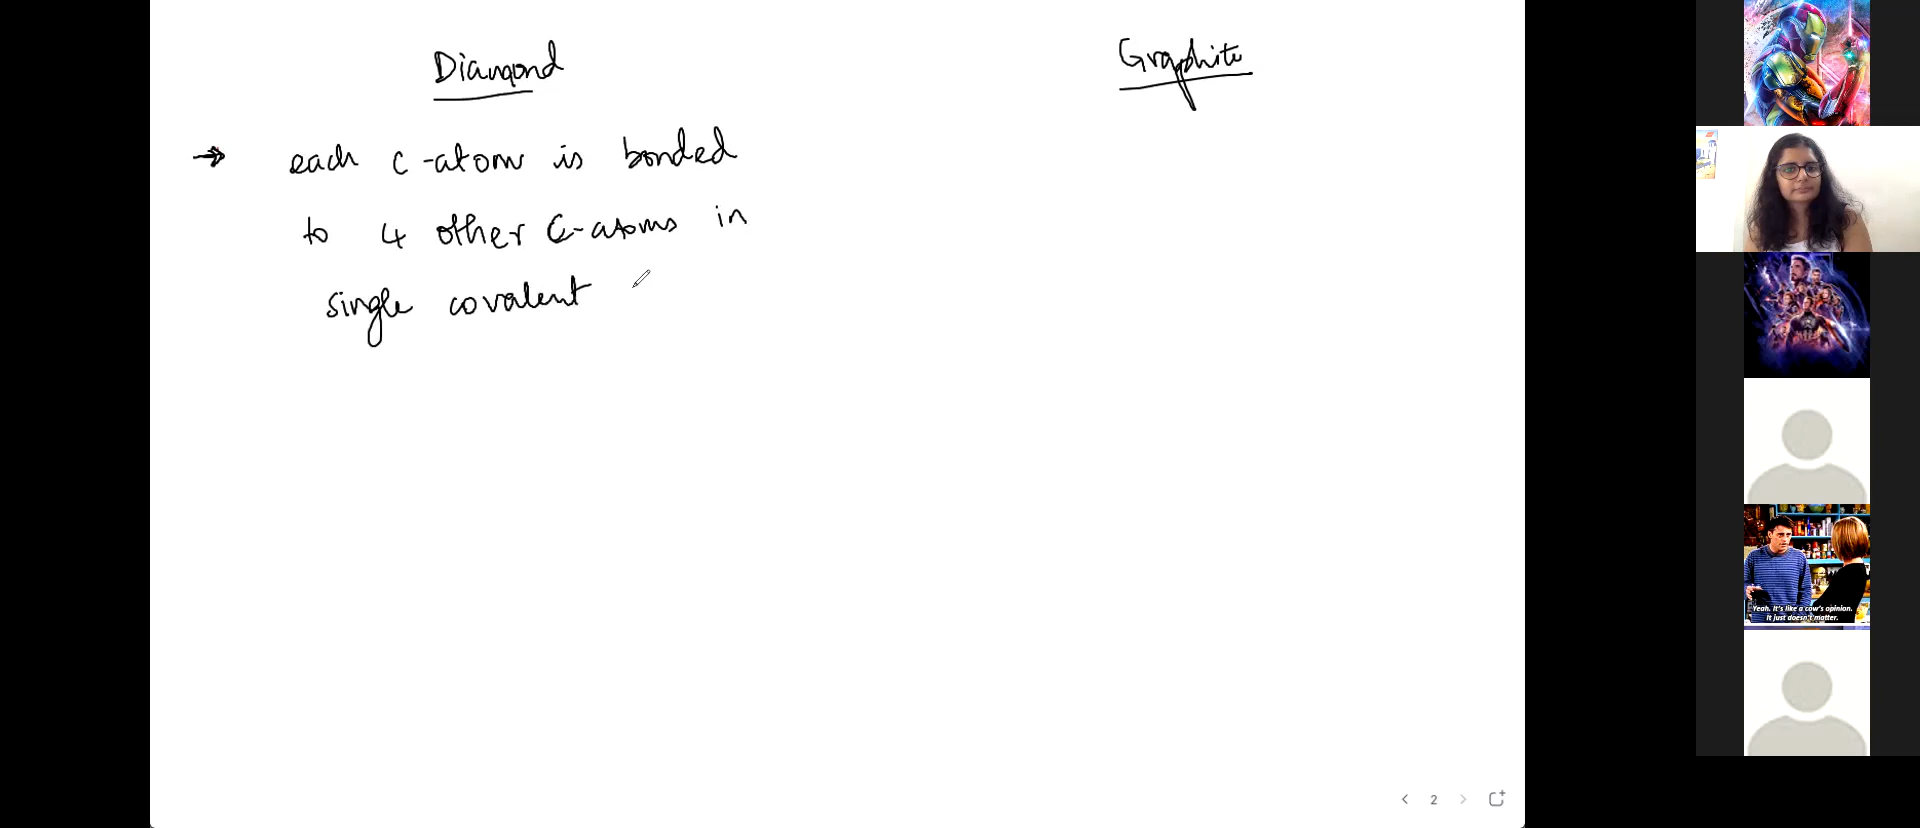 Diamond
Graphite
→ each c-atom is bonded
to 4 other C-atoms in
single covalent
Yeah. It's like a cow's opinion.
It just doesn't matter.
2